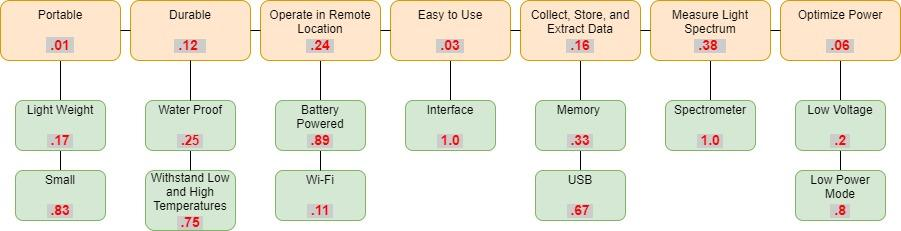 Portable
.01
Durable
.12
Operate in Remote
Location
.24
Easy to Use
.03
Collect, Store, and
Extract Data
.16
Measure Light
Spectrum
.38
Optimize Power
.06
Light Weight
.17
Water Proof
.25
Battery
Powered
.89
Interface
1.0
Memory
.33
Spectrometer
1.0
Low Voltage
.2
Small
.83
Withstand Low
and High
Temperatures
.75
Wi-Fi
.11
USB
.67
Low Power
Mode
.8